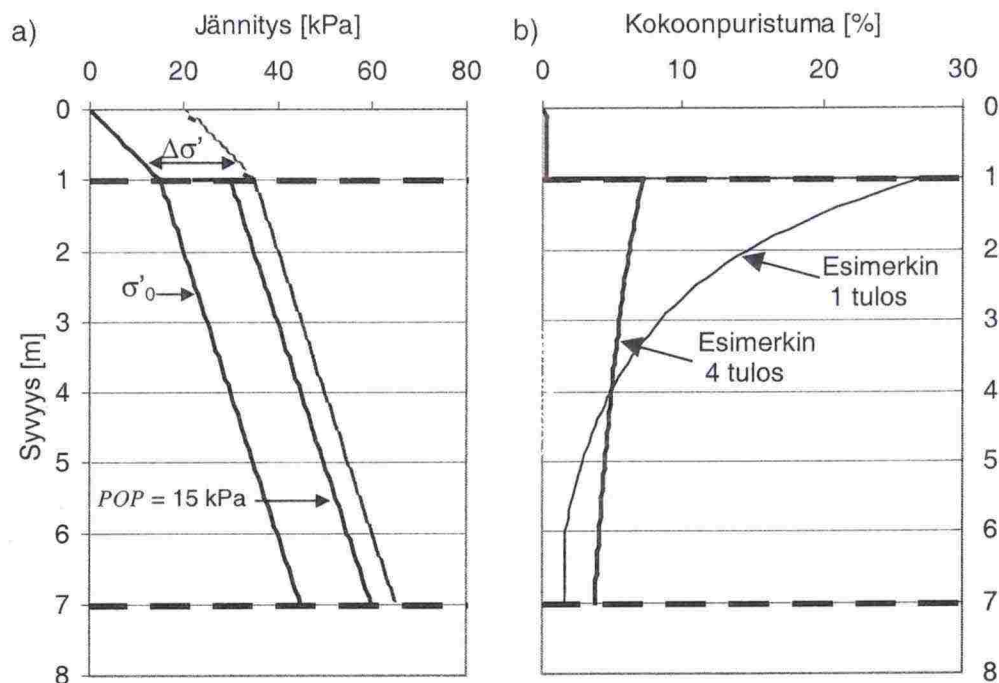 a)
Jännitys [kPa]
0 20 40 60 80
0
1
2
3
4
5
6
7
8
Syvyys [m]
Δσ'
σ'0
POP = 15 kPa
b)
Kokoonpuristuma [%]
0 10 20 30
0
1
2
3
4
5
6
7
8
Esimerkin
1 tulos
Esimerkin
4 tulos